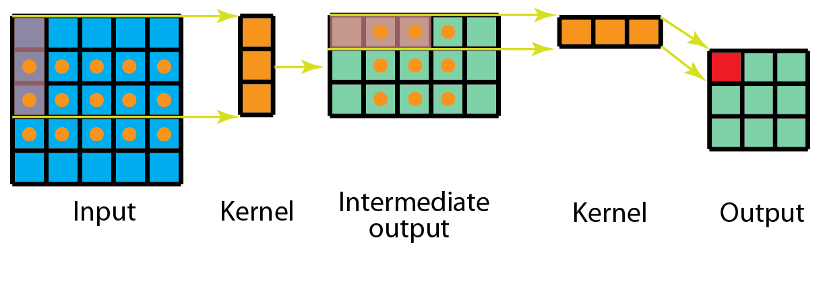 Input
Kernel
Intermediate
output
Kernel
Output